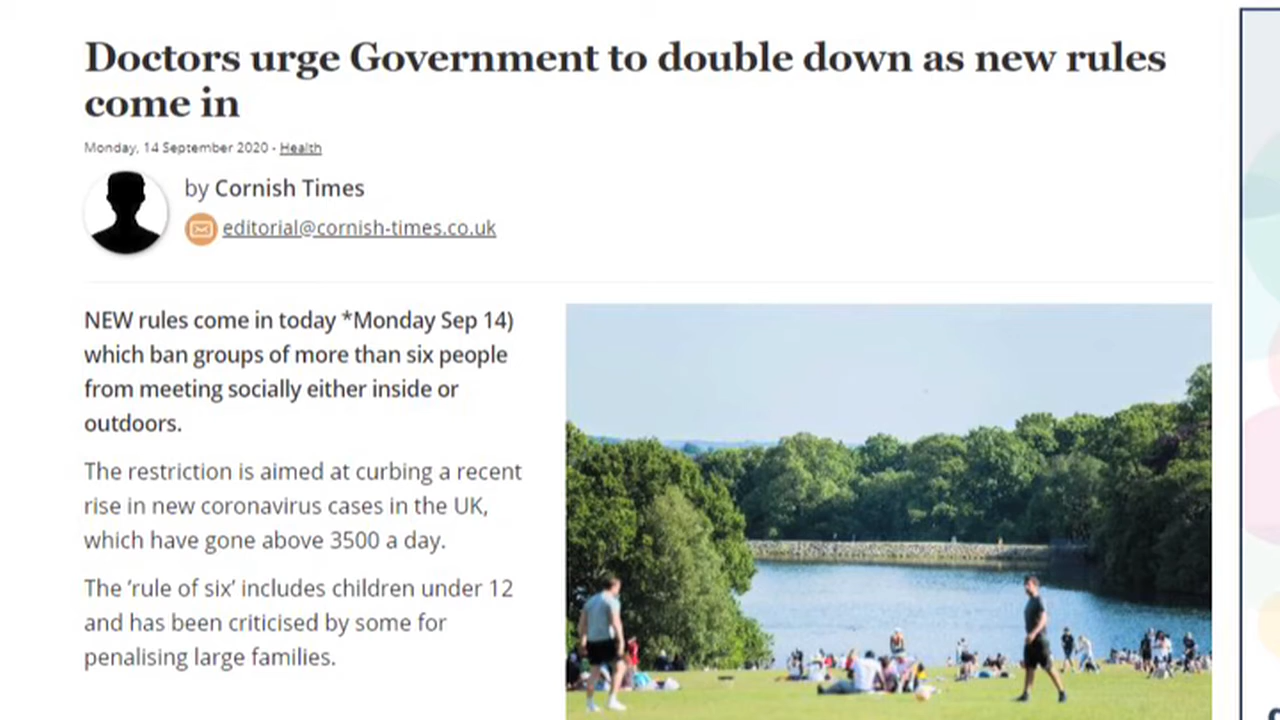 Doctors urge Government to double down as new rules
come in
Monday, 14 September 2020 - Health
by Cornish Times
editorial@cornish-times.co.uk
NEW rules come in today *Monday Sep 14)
which ban groups of more than six people
from meeting socially either inside or
outdoors.
The restriction is aimed at curbing a recent
rise in new coronavirus cases in the UK,
which have gone above 3500 a day.
The ‘rule of six’ includes children under 12
and has been criticised by some for
penalising large families.